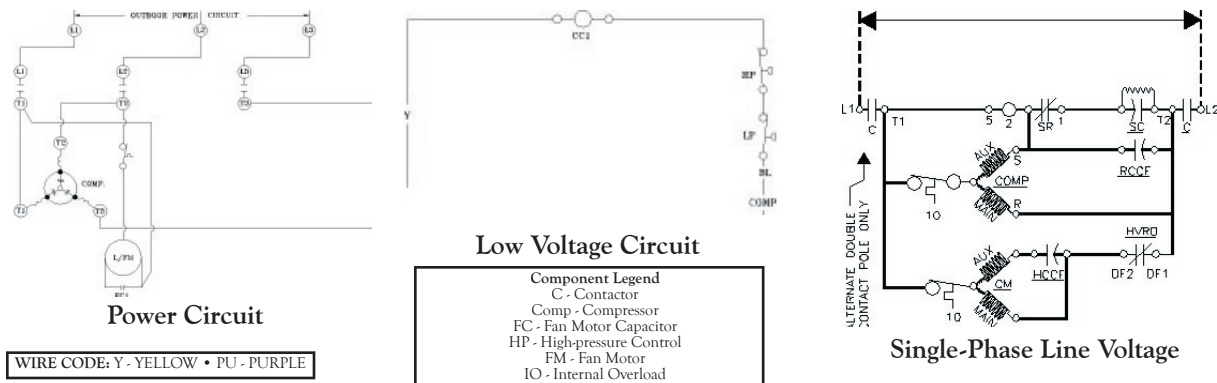 OUTDOOR POWER CIRCUIT
L1
L2
L3
L1
L2
L3
T1
T2
T3
T2
COMP.
T1
T3
L/FM
Power Circuit
WIRE CODE: Y - YELLOW • PU - PURPLE
CC1
Y
HP
LP
BL
COMP
Low Voltage Circuit
Component Legend
C - Contactor
Comp - Compressor
FC - Fan Motor Capacitor
HP - High-pressure Control
FM - Fan Motor
IO - Internal Overload
L1
C
T1
5
2
SR
1
SC
T2
C
L2
AUX
S
RCCF
COMP
IO
MAIN
R
HVRD
AUX
HCCF
DF2
DF1
CM
IO
MAIN
S
R
ALTERNATE DOUBLE
CONTACT POLE ONLY
Single-Phase Line Voltage